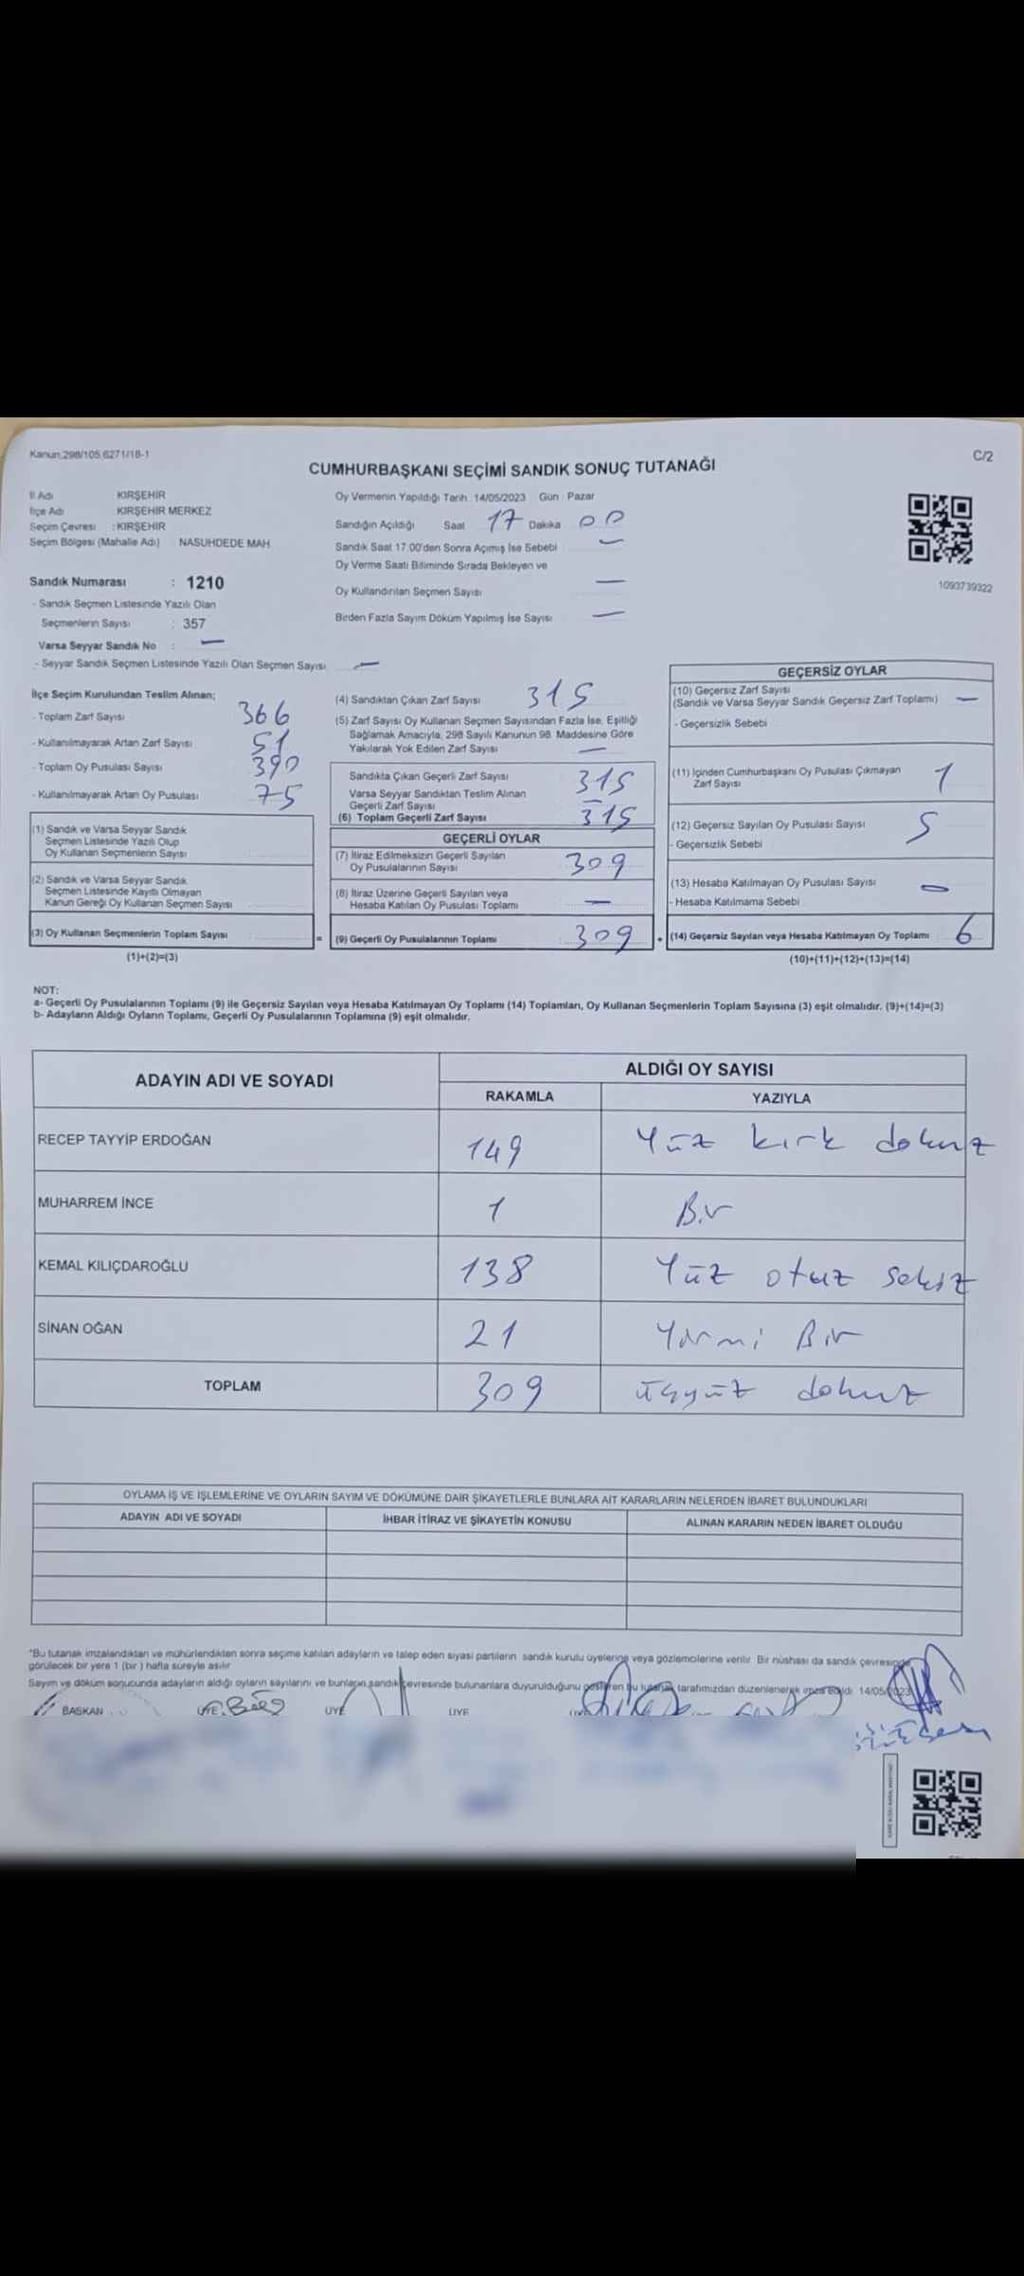 Kanun:298/105,6271/18-1
C/2
CUMHURBAŞKANI SEÇİMİ SANDIK SONUÇ TUTANAĞI
İl Adı KIRŞEHİR
İlçe Adı KIRŞEHİR MERKEZ
Seçim Çevresi : KIRŞEHİR
Seçim Bölgesi (Mahalle Adı) NASUHDEDE MAH
Sandık Numarası : 1210
- Sandık Seçmen Listesinde Yazılı Olan
Seçmenlerin Sayısı : 357
Varsa Seyyar Sandık No : —
- Seyyar Sandık Seçmen Listesinde Yazılı Olan Seçmen Sayısı —
Oy Vermenin Yapıldığı Tarih : 14/05/2023 Gün : Pazar
Sandığın Açıldığı Saat 17 Dakika 00
Sandık Saat 17.00'den Sonra Açılmış İse Sebebi —
Oy Verme Saati Bitiminde Sırada Bekleyen ve
Oy Kullandırılan Seçmen Sayısı —
Birden Fazla Sayım Döküm Yapılmış İse Sayısı —
1093739322
İlçe Seçim Kurulundan Teslim Alınan;
- Toplam Zarf Sayısı 366
- Kullanılmayarak Artan Zarf Sayısı 51
- Toplam Oy Pusulası Sayısı 390
- Kullanılmayarak Artan Oy Pusulası 75
(1) Sandık ve Varsa Seyyar Sandık
Seçmen Listesinde Yazılı Olup
Oy Kullanan Seçmenlerin Sayısı
(2) Sandık ve Varsa Seyyar Sandık
Seçmen Listesinde Kayıtlı Olmayan
Kanun Gereği Oy Kullanan Seçmen Sayısı
(3) Oy Kullanan Seçmenlerin Toplam Sayısı =
(1)+(2)=(3)
(4) Sandıktan Çıkan Zarf Sayısı 315
(5) Zarf Sayısı Oy Kullanan Seçmen Sayısından Fazla İse, Eşitliği
Sağlamak Amacıyla, 298 Sayılı Kanunun 98. Maddesine Göre
Yakılarak Yok Edilen Zarf Sayısı —
Sandıkta Çıkan Geçerli Zarf Sayısı 315
Varsa Seyyar Sandıktan Teslim Alınan
Geçerli Zarf Sayısı —
(6) Toplam Geçerli Zarf Sayısı 315
GEÇERLİ OYLAR
(7) İtiraz Edilmeksizin Geçerli Sayılan
Oy Pusulalarının Sayısı 309
(8) İtiraz Üzerine Geçerli Sayılan veya
Hesaba Katılan Oy Pusulası Toplamı —
(9) Geçerli Oy Pusulalarının Toplamı 309 +
GEÇERSİZ OYLAR
(10) Geçersiz Zarf Sayısı
(Sandık ve Varsa Seyyar Sandık Geçersiz Zarf Toplamı) —
- Geçersizlik Sebebi
(11) İçinden Cumhurbaşkanı Oy Pusulası Çıkmayan
Zarf Sayısı 1
(12) Geçersiz Sayılan Oy Pusulası Sayısı 5
- Geçersizlik Sebebi
(13) Hesaba Katılmayan Oy Pusulası Sayısı —
- Hesaba Katılmama Sebebi
(14) Geçersiz Sayılan veya Hesaba Katılmayan Oy Toplamı 6
(10)+(11)+(12)+(13)=(14)
NOT:
a- Geçerli Oy Pusulalarının Toplamı (9) ile Geçersiz Sayılan veya Hesaba Katılmayan Oy Toplamı (14) Toplamları, Oy Kullanan Seçmenlerin Toplam Sayısına (3) eşit olmalıdır. (9)+(14)=(3)
b- Adayların Aldığı Oyların Toplamı, Geçerli Oy Pusulalarının Toplamına (9) eşit olmalıdır.
ADAYIN ADI VE SOYADI
ALDIĞI OY SAYISI
RAKAMLA YAZIYLA
RECEP TAYYİP ERDOĞAN 149 Yüz kırk dokuz
MUHARREM İNCE 1 Bir
KEMAL KILIÇDAROĞLU 138 Yüz otuz sekiz
SİNAN OĞAN 21 Yirmi Bir
TOPLAM 309 üçyüz dokuz
OYLAMA İŞ VE İŞLEMLERİNE VE OYLARIN SAYIM VE DÖKÜMÜNE DAİR ŞİKAYETLERLE BUNLARA AİT KARARLARIN NELERDEN İBARET BULUNDUKLARI
ADAYIN ADI VE SOYADI İHBAR İTİRAZ VE ŞİKAYETİN KONUSU ALINAN KARARIN NEDEN İBARET OLDUĞU
"Bu tutanak imzalandıktan ve mühürlendikten sonra seçime katılan adayların ve talep eden siyasi partilerin sandık kurulu üyelerine veya gözlemcilerine verilir. Bir nüshası da sandık çevresinde
görülecek bir yere 1 (bir) hafta süreyle asılır
Sayım ve döküm sonucunda adayların aldığı oyların sayılarını ve bunların sandık çevresinde bulunanlara duyurulduğunu gösteren bu tutanak tarafımızdan düzenlenerek imza edildi 14/05/2023
BAŞKAN ÜYE ÜYE ÜYE